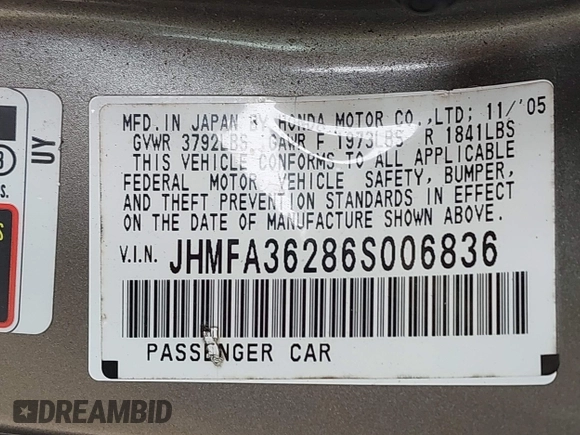 MFD.IN JAPAN BY HONDA MOTOR CO.,LTD; 11/'05
GVWR 3792LBS GAWR F 1973LBS R 1841LBS
THIS VEHICLE CONFORMS TO ALL APPLICABLE
FEDERAL MOTOR VEHICLE SAFETY, BUMPER,
AND THEFT PREVENTION STANDARDS IN EFFECT
ON THE DATE OF MANUFACTURE SHOWN ABOVE.
V.I.N. JHMFA36286S006836
PASSENGER CAR
UY
DREAMBID